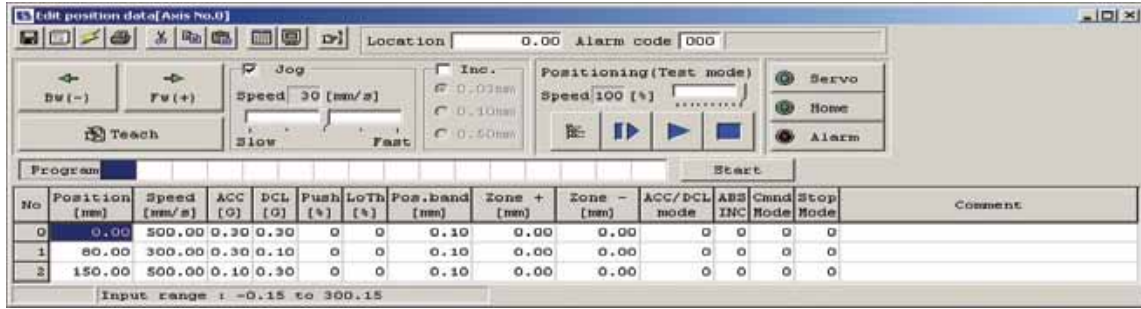 Edit position data[Axis No.0]
Location 0.00 Alarm code 000
Bw(-) Fw(+)
Teach
Jog
Speed 30 [mm/s]
Slow Fast
Inc.
0.03mm
0.10mm
0.50mm
Positioning(Test mode)
Speed 100 [%]
Servo
Home
Alarm
Program Start
No Position [mm] Speed [mm/s] ACC [G] DCL [G] Push [%] LoTh [%] Pos.band [mm] Zone + [mm] Zone - [mm] ACC/DCL mode ABS INC Cmnd Mode Stop Mode Comment
0 0.00 500.00 0.30 0.30 0 0 0.10 0.00 0.00 0 0 0 0
1 80.00 300.00 0.30 0.10 0 0 0.10 0.00 0.00 0 0 0 0
2 150.00 500.00 0.10 0.30 0 0 0.10 0.00 0.00 0 0 0 0
Input range : -0.15 to 300.15